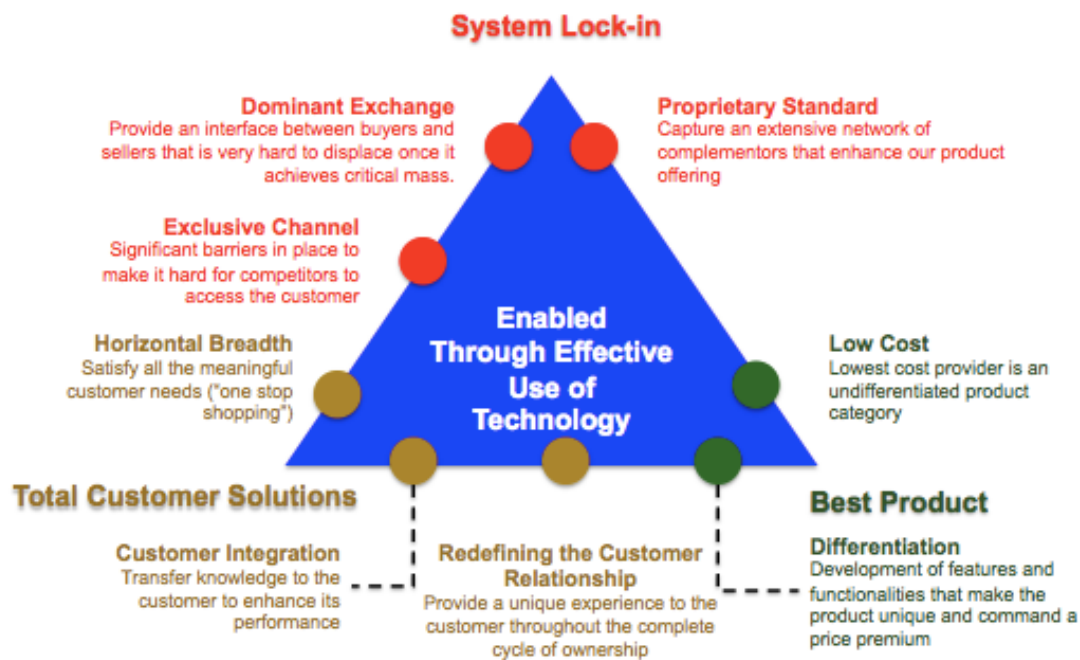 System Lock-in
Dominant Exchange
Provide an interface between buyers and
sellers that is very hard to displace once it
achieves critical mass.
Proprietary Standard
Capture an extensive network of
complementors that enhance our product
offering
Exclusive Channel
Significant barriers in place to
make it hard for competitors to
access the customer
Enabled
Through Effective
Use of
Technology
Horizontal Breadth
Satisfy all the meaningful
customer needs ("one stop
shopping")
Low Cost
Lowest cost provider is an
undifferentiated product
category
Total Customer Solutions
Best Product
Customer Integration
Transfer knowledge to the
customer to enhance its
performance
Redefining the Customer
Relationship
Provide a unique experience to the
customer throughout the complete
cycle of ownership
Differentiation
Development of features and
functionalities that make the
product unique and command a
price premium